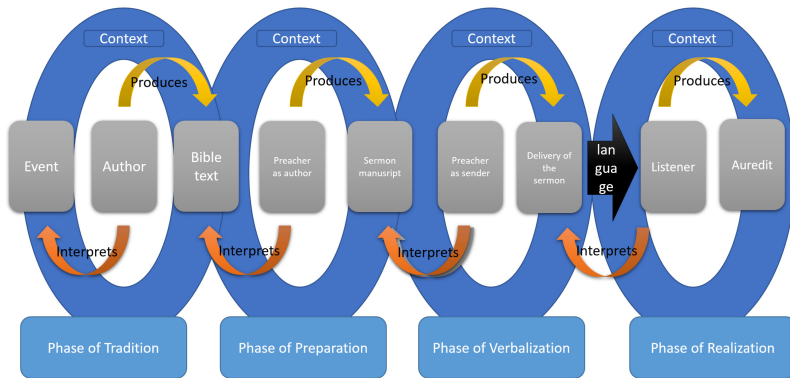 Context
Context
Context
Context
Produces
Produces
Produces
Produces
Event
Author
Bible
text
Preacher
as author
Sermon
manuscript
Preacher
as sender
Delivery of
the
sermon
lan
gua
ge
Listener
Auredit
Interprets
Interprets
Interprets
Interprets
Phase of Tradition
Phase of Preparation
Phase of Verbalization
Phase of Realization